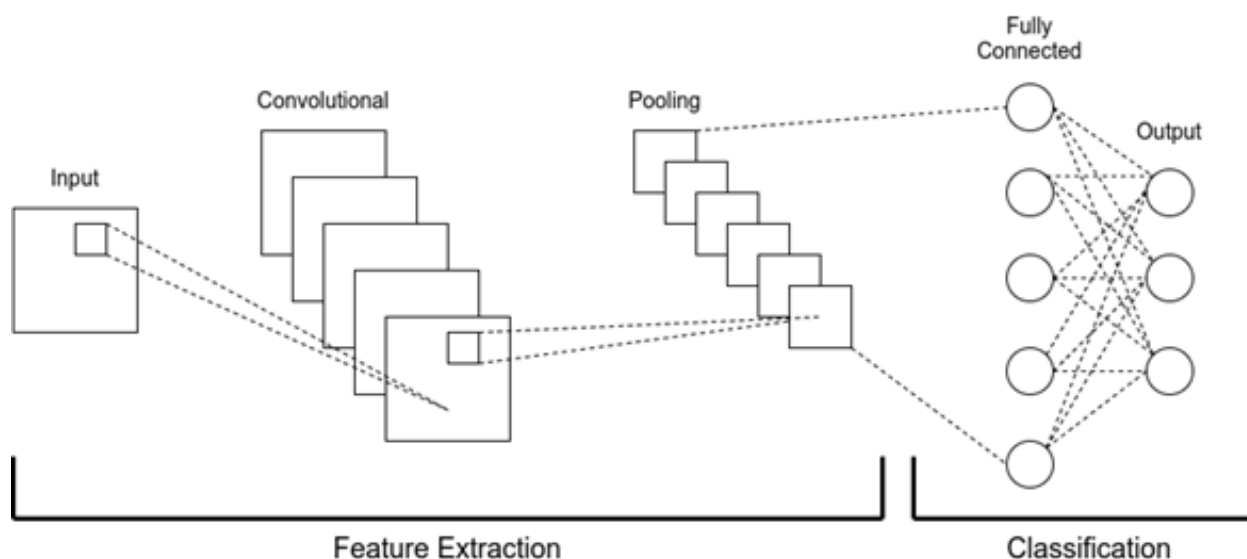 Fully
Connected
Convolutional
Pooling
Output
Input
Feature Extraction
Classification